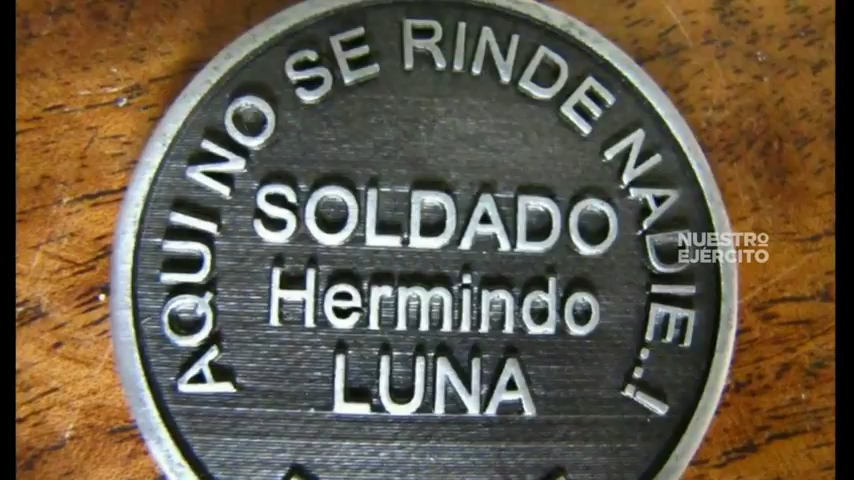 AQUI NO SE RINDE NADIE...!
SOLDADO
Hermindo
LUNA
NUESTRO
EJÉRCITO